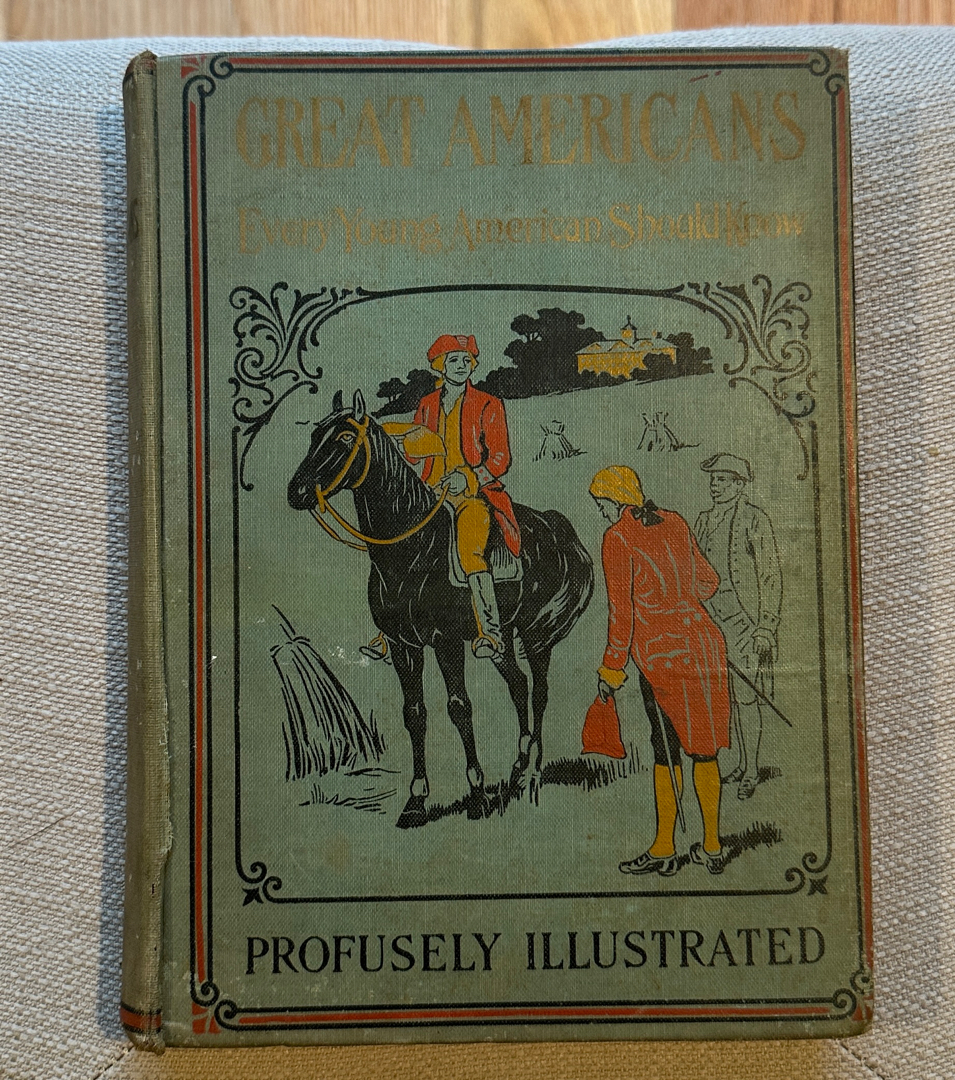 GREAT AMERICANS
Every Young American Should Know
PROFUSELY ILLUSTRATED